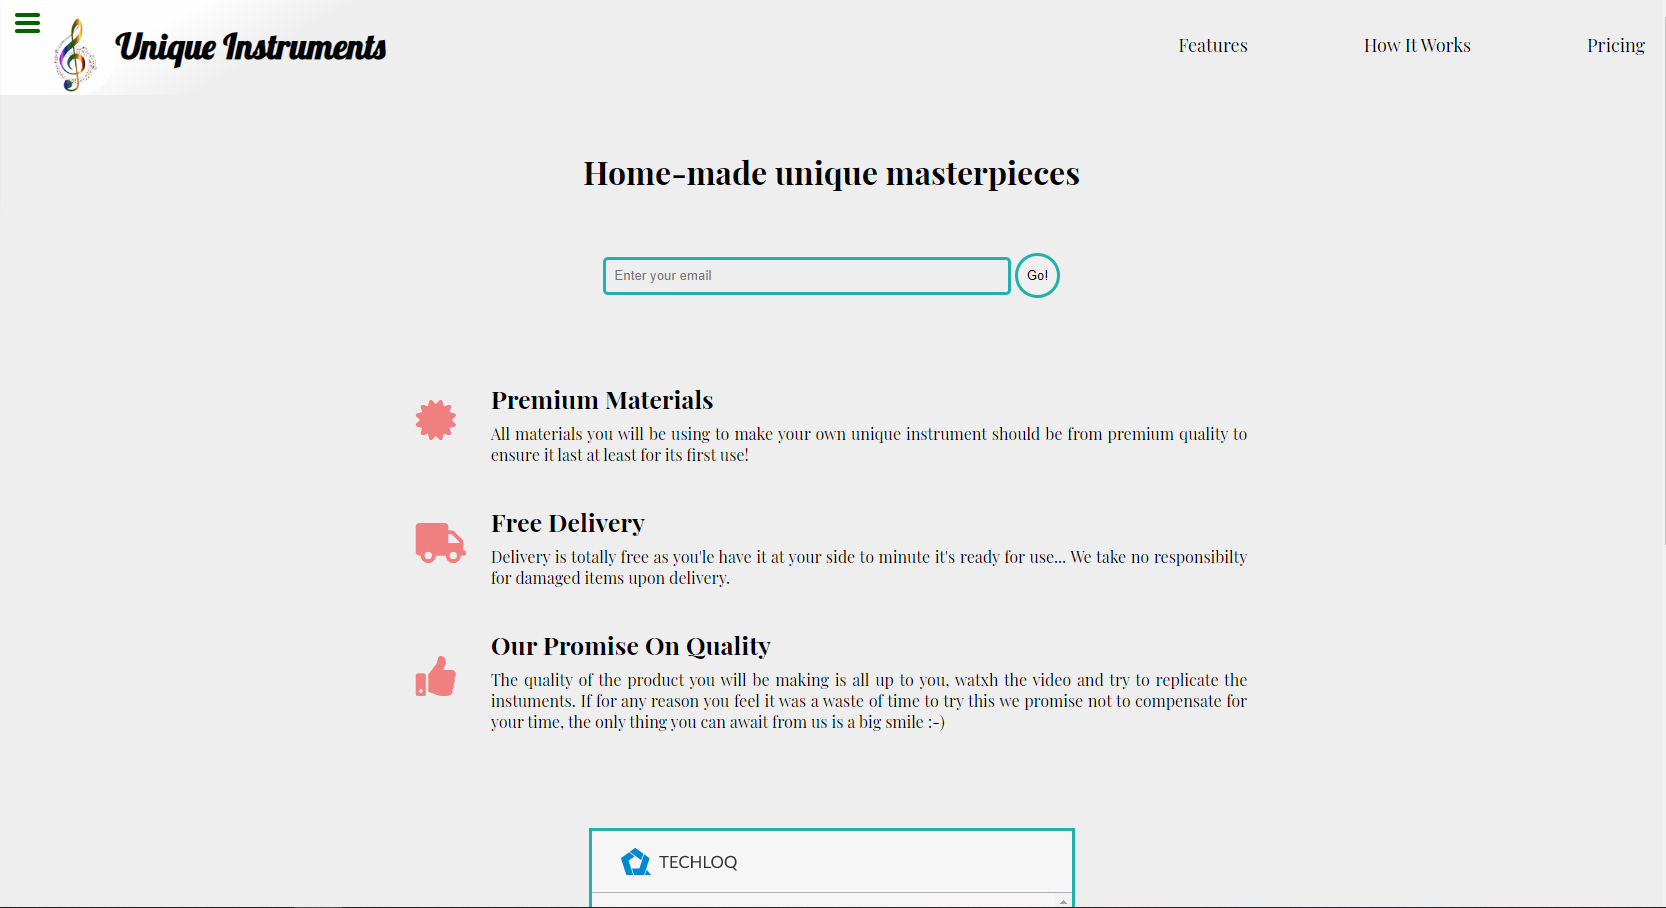 Unique Instruments
Features
How It Works
Pricing
Home-made unique masterpieces
Enter your email
Go!
Premium Materials
All materials you will be using to make your own unique instrument should be from premium quality to
ensure it last at least for its first use!
Free Delivery
Delivery is totally free as you'le have it at your side to minute it's ready for use... We take no responsibilty
for damaged items upon delivery.
Our Promise On Quality
The quality of the product you will be making is all up to you, watxh the video and try to replicate the
instuments. If for any reason you feel it was a waste of time to try this we promise not to compensate for
your time, the only thing you can await from us is a big smile :-)
TECHLOQ